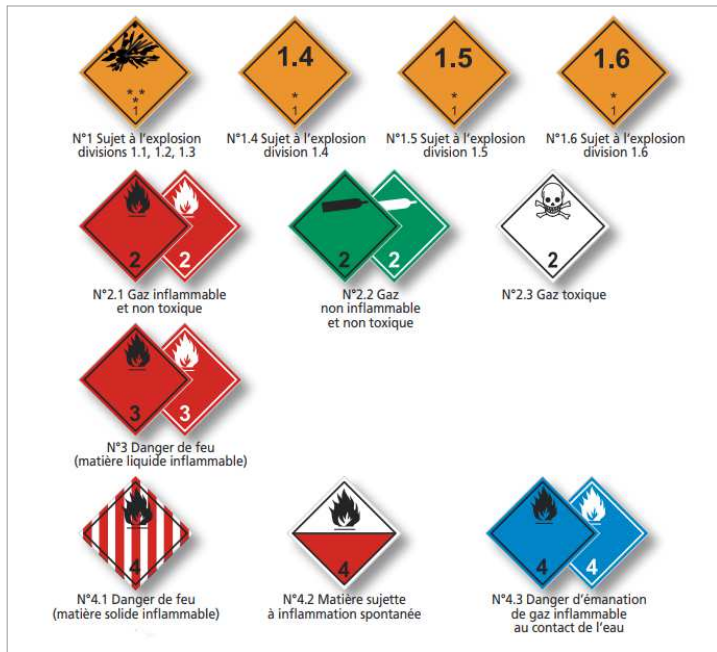 1.4
1.5
1.6
* *
*
1
*
1
*
1
*
1
N°1 Sujet à l'explosion
divisions 1.1, 1.2, 1.3
N°1.4 Sujet à l'explosion
division 1.4
N°1.5 Sujet à l'explosion
division 1.5
N°1.6 Sujet à l'explosion
division 1.6
2
2
2
2
2
N°2.1 Gaz inflammable
et non toxique
N°2.2 Gaz
non inflammable
et non toxique
N°2.3 Gaz toxique
3
3
N°3 Danger de feu
(matière liquide inflammable)
4
4
4
4
N°4.1 Danger de feu
(matière solide inflammable)
N°4.2 Matière sujette
à inflammation spontanée
N°4.3 Danger d'émanation
de gaz inflammable
au contact de l'eau